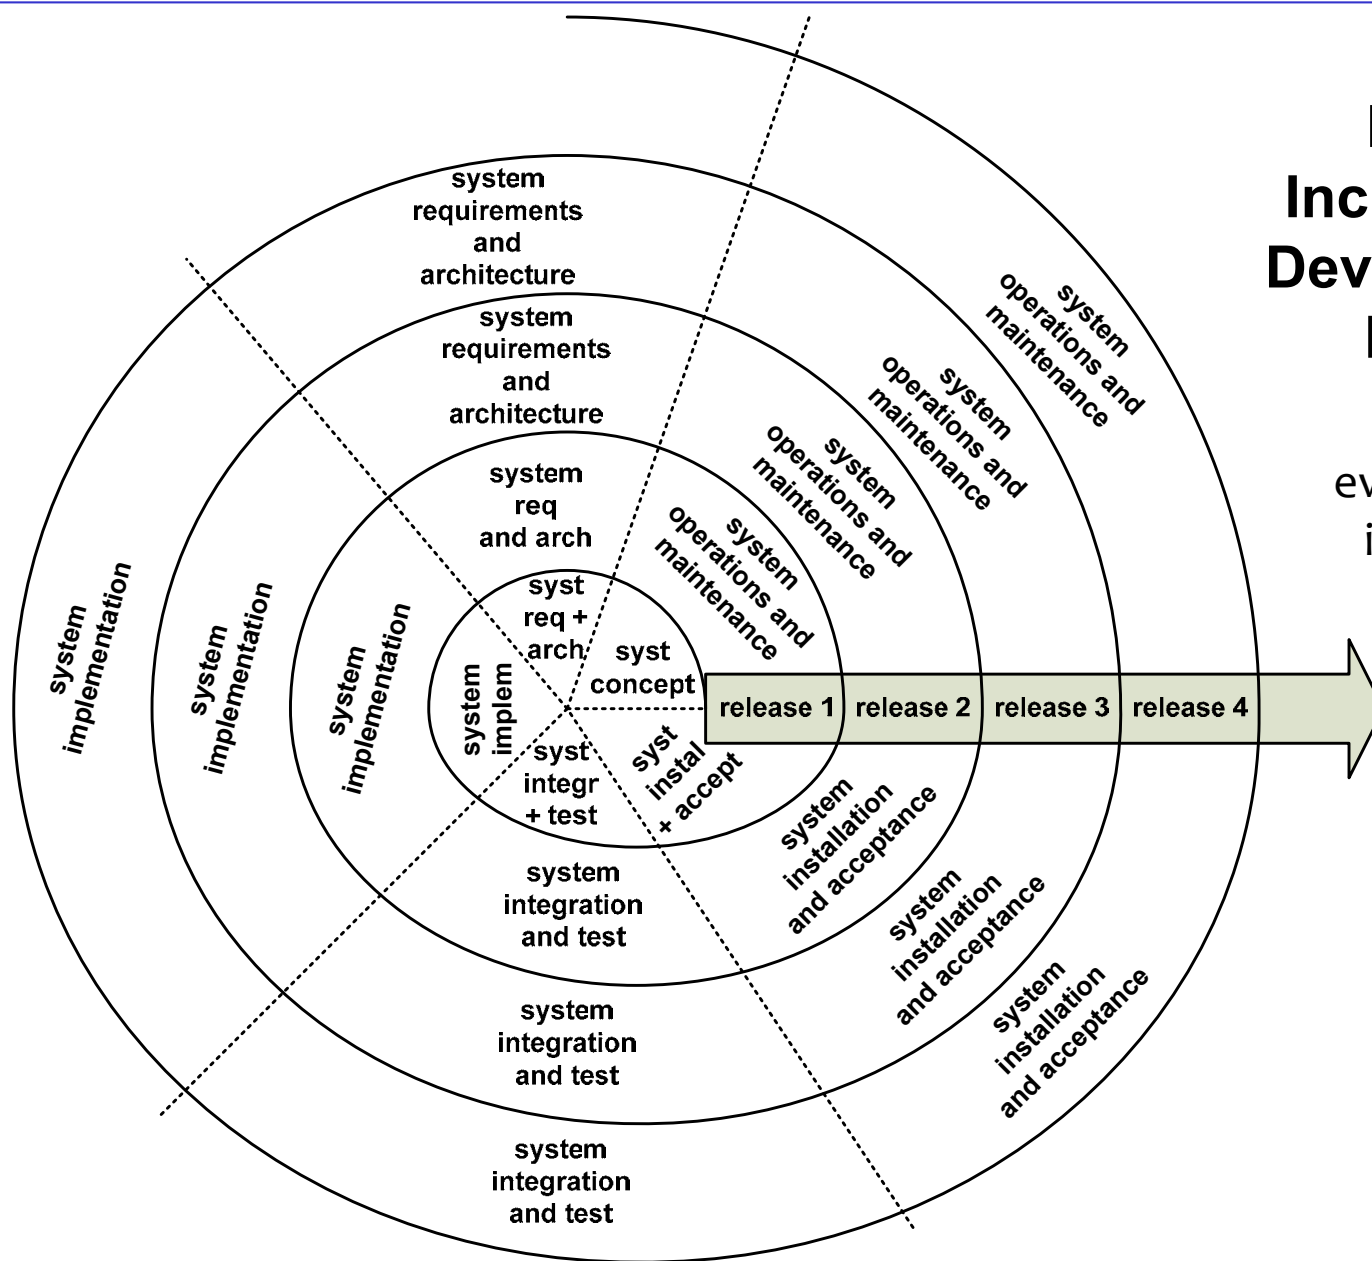 system
requirements
and
architecture
system
requirements
and
architecture
system
req
and arch
syst
req +
arch
syst
concept
system
operations and
maintenance
system
operations and
maintenance
system
operations and
maintenance
system
operations and
maintenance
system
implementation
system
implementation
system
implementation
system
implem
release 1
release 2
release 3
release 4
syst
integr
+ test
syst
instal
+ accept
system
installation
and acceptance
system
installation
and acceptance
system
installation
and acceptance
system
integration
and test
system
integration
and test
system
integration
and test
Inc
Dev
ev